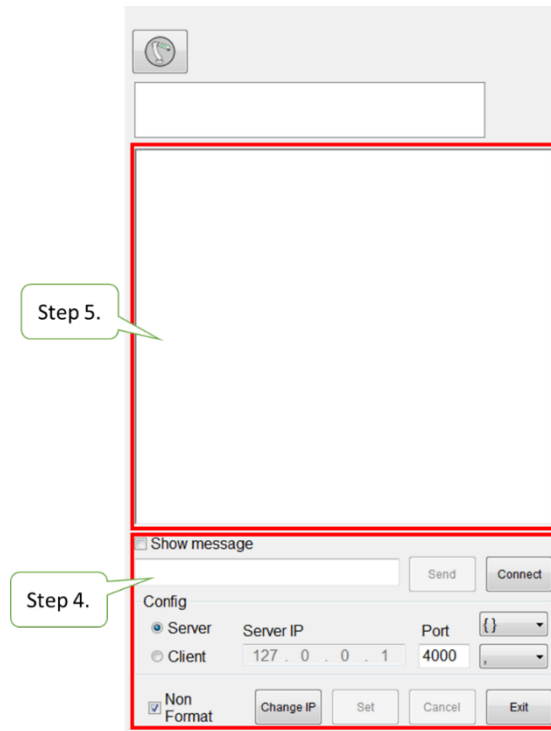 Step 5.
Show message
Step 4.
Send
Connect
Config
Server
Server IP
Port
{ }
Client
127 . 0 . 0 . 1
4000
,
Non
Format
Change IP
Set
Cancel
Exit